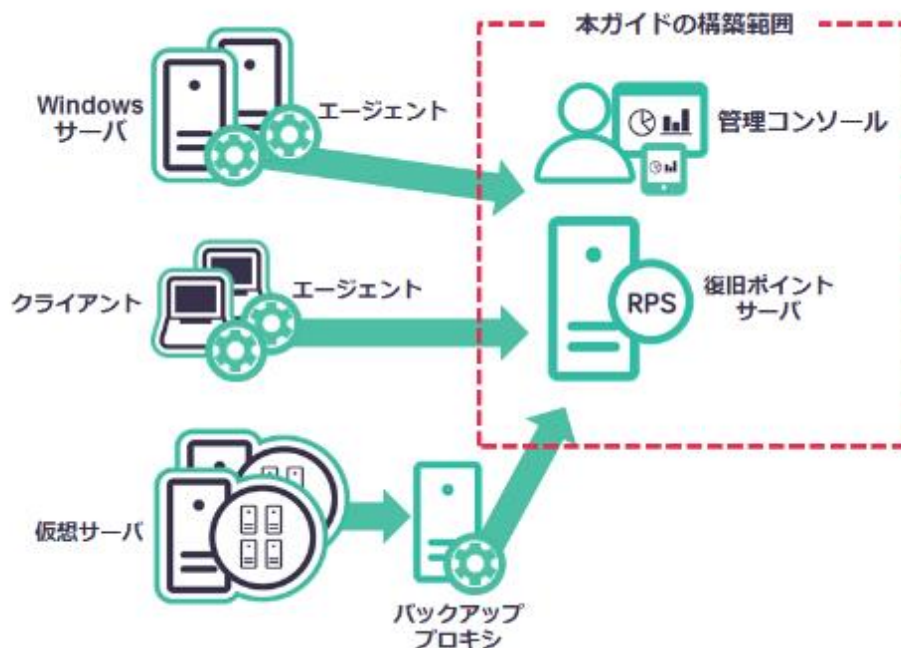 本ガイドの構築範囲
Windows
サーバ
エージェント
管理コンソール
クライアント
エージェント
RPS
復旧ポイント
サーバ
仮想サーバ
バックアップ
プロキシ